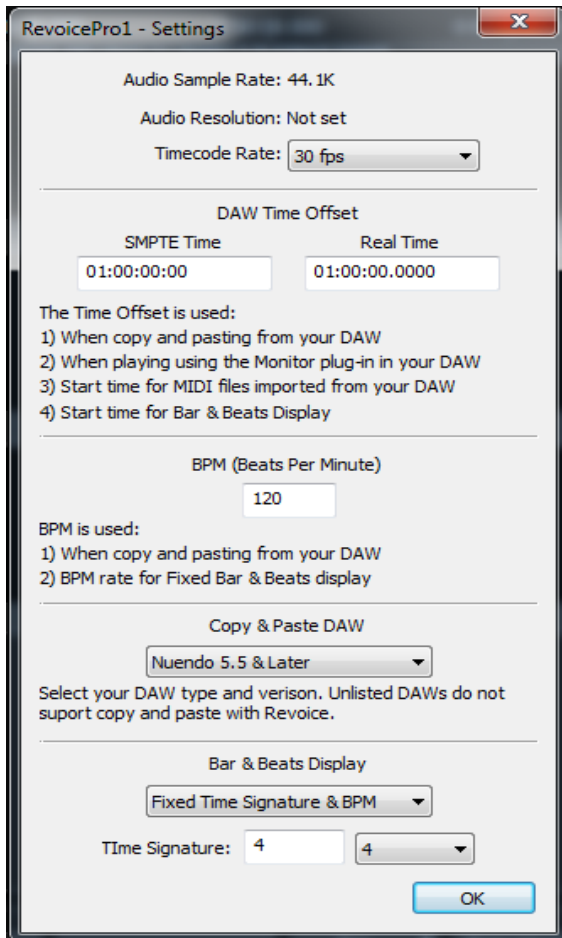 RevoicePro1 - Settings
Audio Sample Rate: 44.1K
Audio Resolution: Not set
Timecode Rate: 30 fps
DAW Time Offset
SMPTE Time Real Time
01:00:00:00 01:00:00.0000
The Time Offset is used:
1) When copy and pasting from your DAW
2) When playing using the Monitor plug-in in your DAW
3) Start time for MIDI files imported from your DAW
4) Start time for Bar & Beats Display
BPM (Beats Per Minute)
120
BPM is used:
1) When copy and pasting from your DAW
2) BPM rate for Fixed Bar & Beats display
Copy & Paste DAW
Nuendo 5.5 & Later
Select your DAW type and verison. Unlisted DAWs do not
suport copy and paste with Revoice.
Bar & Beats Display
Fixed Time Signature & BPM
TIme Signature: 4 4
OK